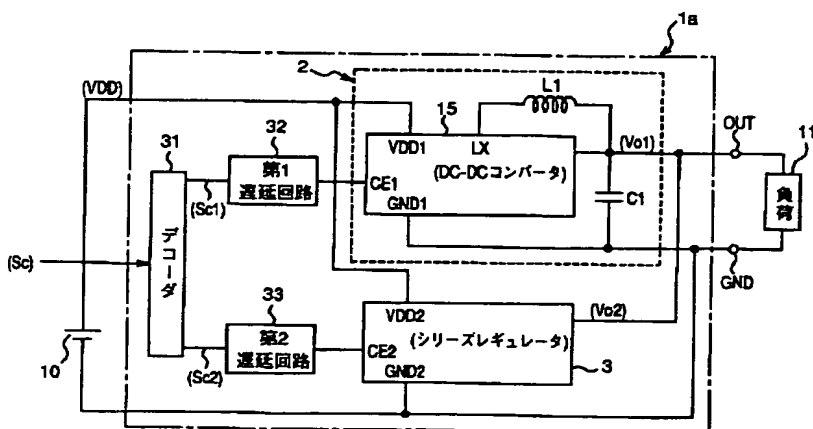 1a
2
L1
(VDD)
OUT
31
32
15
VDD1
LX
(Vo1)
11
第1
遅延回路
CE1
(DC-DCコンバータ)
GND1
C1
負荷
(Sc1)
(Sc)
デコーダ
GND
33
VDD2
(Vo2)
第2
遅延回路
(シリーズレギュレータ)
CE2
GND2
3
10
(Sc2)